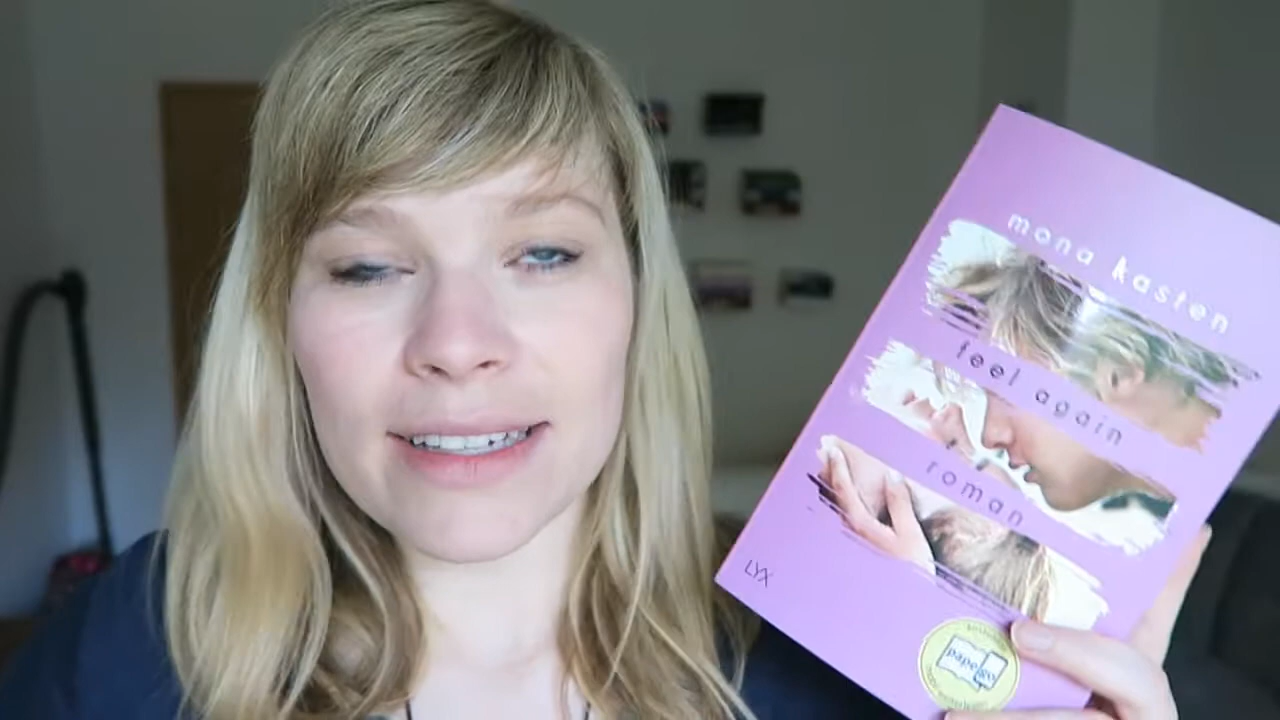 mona kasten
feel again
roman
LYX
papego